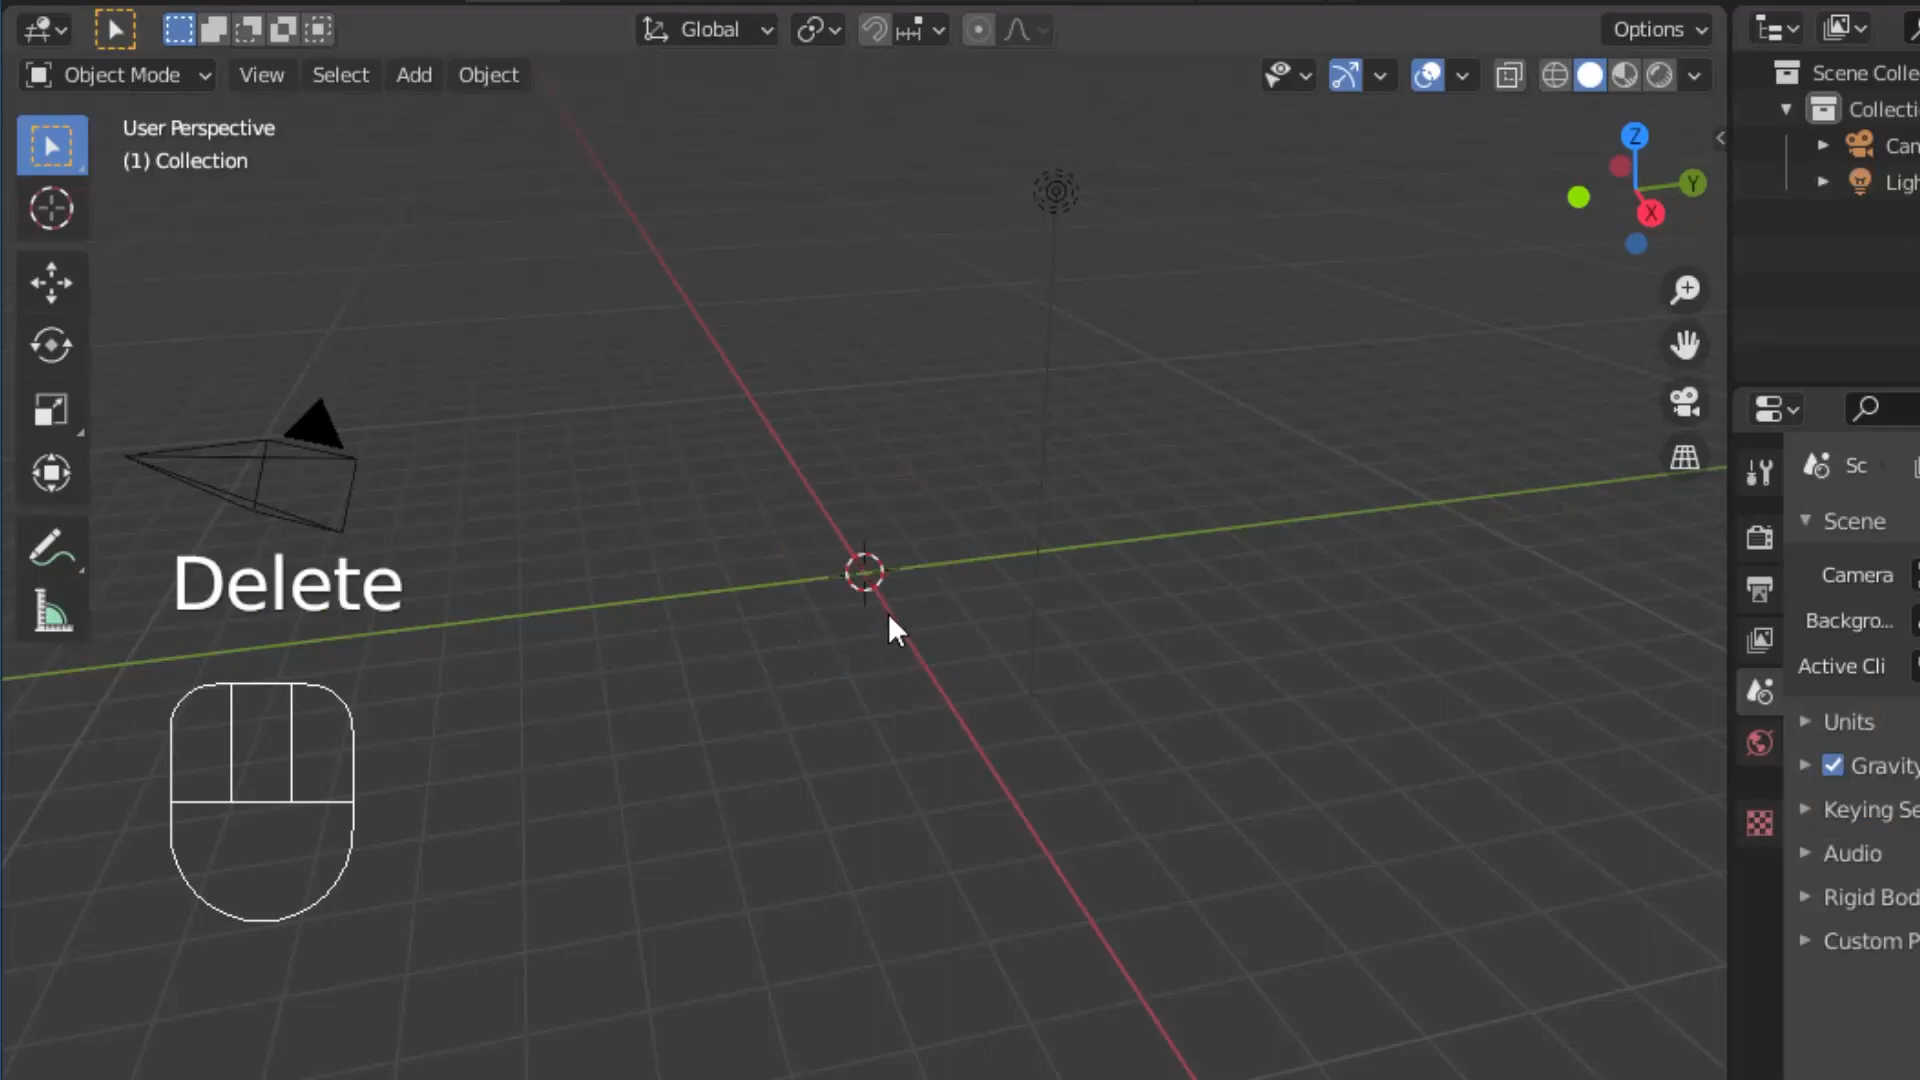 Global
Options
Object Mode
View
Select
Add
Object
User Perspective
(1) Collection
Z
Y
X
Delete
Scene Colle
Collecti
Can
Ligh
Sc
Scene
Camera
Backgro...
Active Cli
Units
Gravity
Keying Se
Audio
Rigid Bod
Custom P